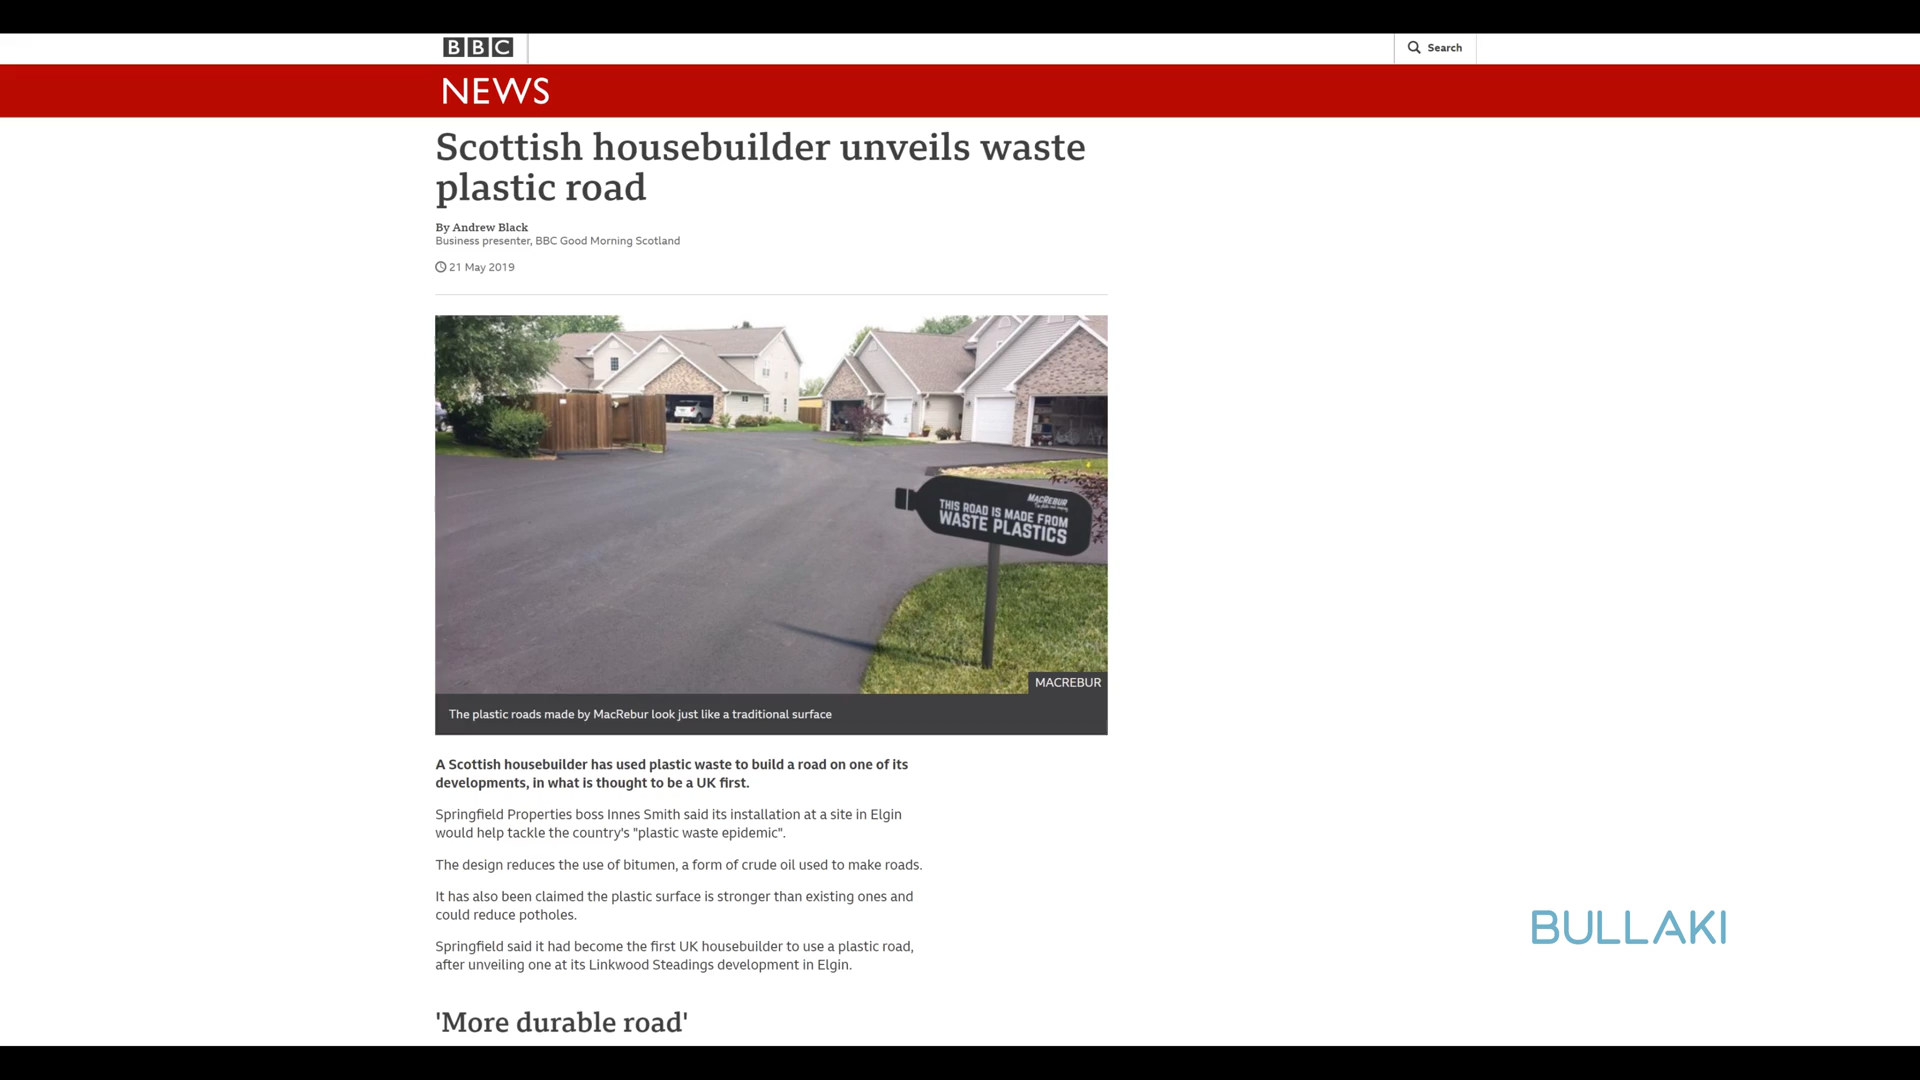 BBC
Search
NEWS
Scottish housebuilder unveils waste
plastic road
By Andrew Black
Business presenter, BBC Good Morning Scotland
21 May 2019
MACREBUR
THIS ROAD IS MADE FROM
WASTE PLASTICS
MACREBUR
The plastic roads made by MacRebur look just like a traditional surface
A Scottish housebuilder has used plastic waste to build a road on one of its
developments, in what is thought to be a UK first.
Springfield Properties boss Innes Smith said its installation at a site in Elgin
would help tackle the country's "plastic waste epidemic".
The design reduces the use of bitumen, a form of crude oil used to make roads.
It has also been claimed the plastic surface is stronger than existing ones and
could reduce potholes.
Springfield said it had become the first UK housebuilder to use a plastic road,
after unveiling one at its Linkwood Steadings development in Elgin.
BULLAKI
'More durable road'